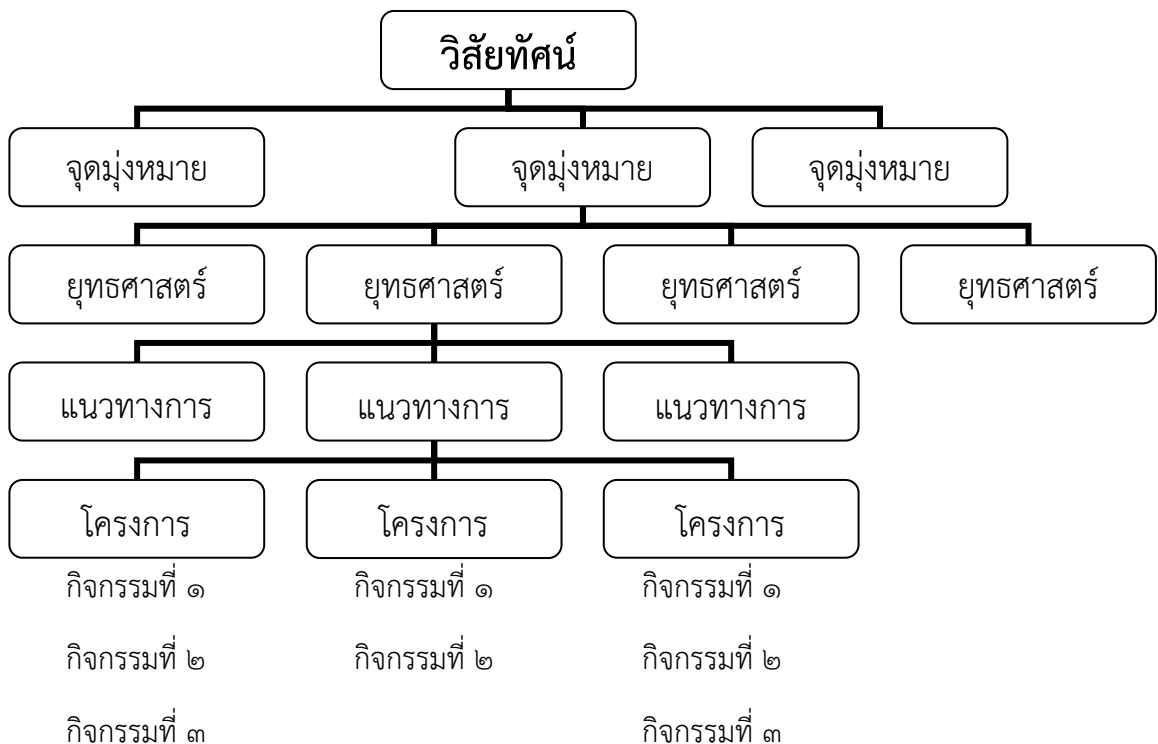 วิสัยทัศน์
จุดมุ่งหมาย จุดมุ่งหมาย จุดมุ่งหมาย
ยุทธศาสตร์ ยุทธศาสตร์ ยุทธศาสตร์ ยุทธศาสตร์
แนวทางการ แนวทางการ แนวทางการ
โครงการ โครงการ โครงการ
กิจกรรมที่ ๑ กิจกรรมที่ ๑ กิจกรรมที่ ๑
กิจกรรมที่ ๒ กิจกรรมที่ ๒ กิจกรรมที่ ๒
กิจกรรมที่ ๓ กิจกรรมที่ ๓